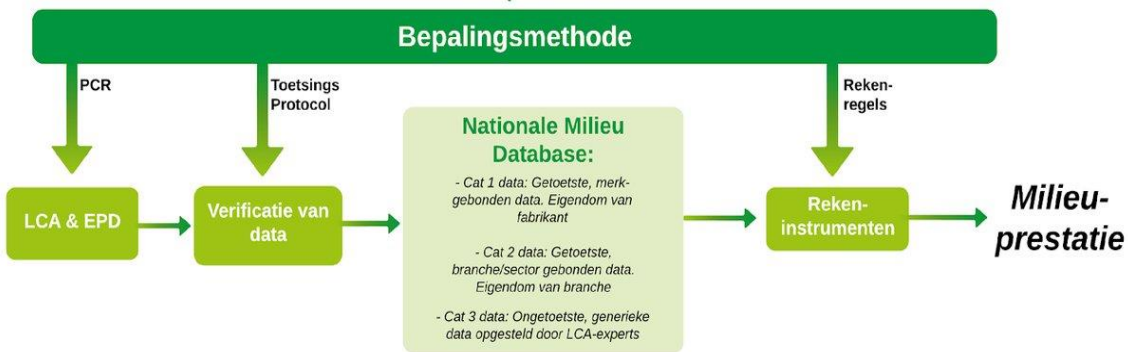 Bepalingsmethode
PCR
Toetsings
Protocol
Reken-
regels
LCA & EPD
Verificatie van
data
Nationale Milieu
Database:
- Cat 1 data: Getoetste, merk-
gebonden data. Eigendom van
fabrikant
- Cat 2 data: Getoetste,
branche/sector gebonden data.
Eigendom van branche
- Cat 3 data: Ongetoetste, generieke
data opgesteld door LCA-experts
Reken-
instrumenten
Milieu-
prestatie